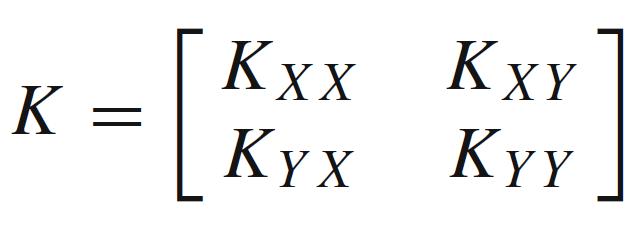 K = [ K_{XX} K_{XY}
K_{YX} K_{YY} ]